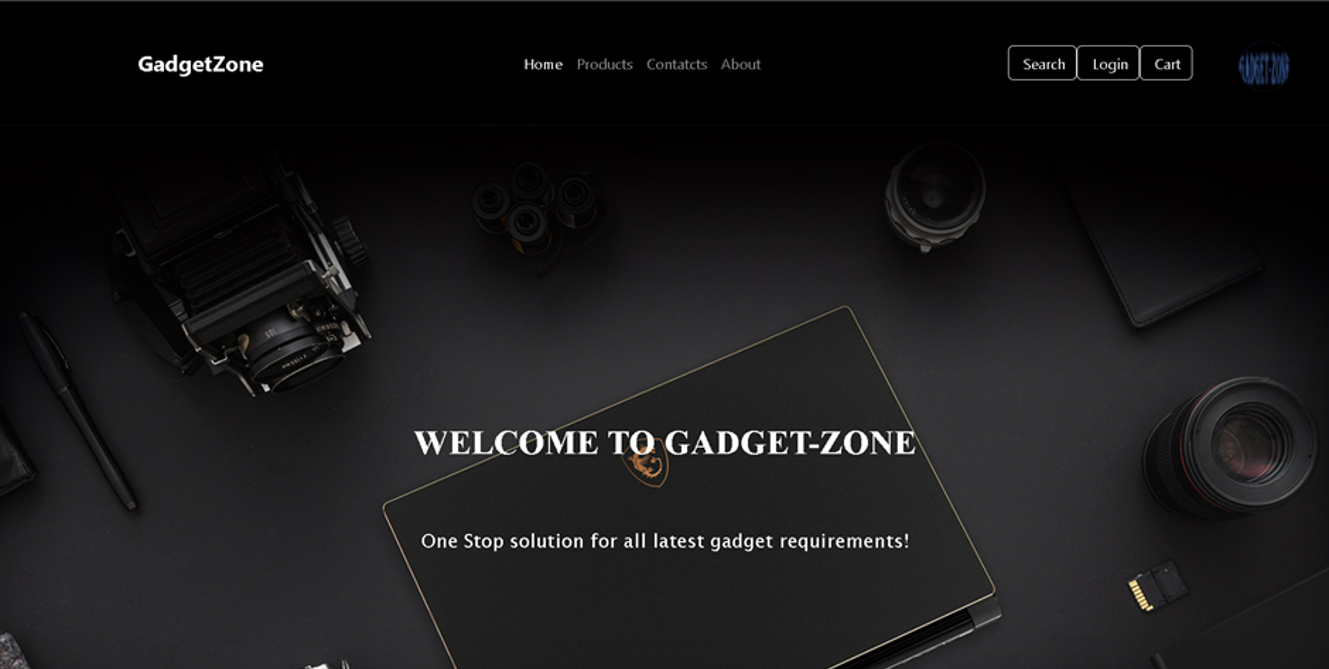 GadgetZone Home Products Contatcts About Search Login Cart GADGET-ZONE
WELCOME TO GADGET-ZONE
One Stop solution for all latest gadget requirements!